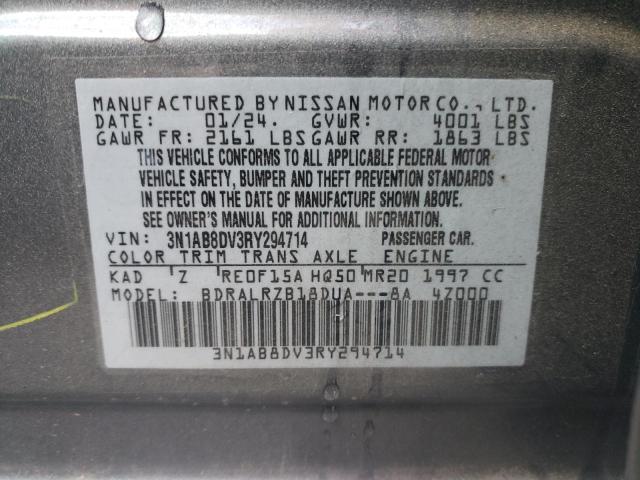 MANUFACTURED BY NISSAN MOTOR CO., LTD.
DATE: 01/24. GVWR: 4001 LBS
GAWR FR: 2161 LBS GAWR RR: 1863 LBS
THIS VEHICLE CONFORMS TO ALL APPLICABLE FEDERAL MOTOR
VEHICLE SAFETY, BUMPER AND THEFT PREVENTION STANDARDS
IN EFFECT ON THE DATE OF MANUFACTURE SHOWN ABOVE.
SEE OWNER'S MANUAL FOR ADDITIONAL INFORMATION.
VIN: 3N1AB8DV3RY294714 PASSENGER CAR.
COLOR TRIM TRANS AXLE ENGINE
KAD Z RE0F15A HQ50 MR20 1997 CC
MODEL: BDRALRZB18DUA---8A 4Z000
3N1AB8DV3RY294714